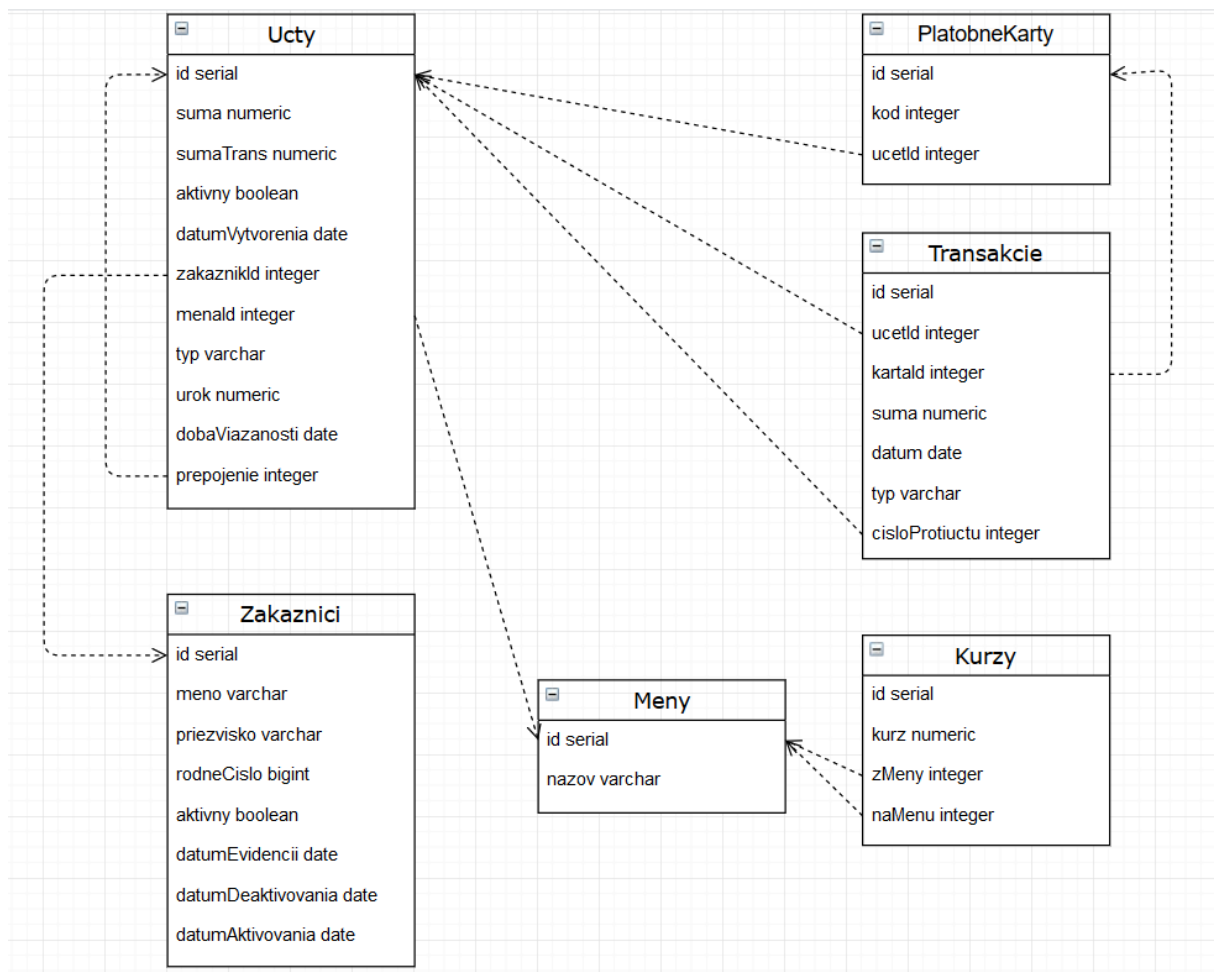 Ucty
id serial
suma numeric
sumaTrans numeric
aktivny boolean
datumVytvorenia date
zakaznikId integer
menaId integer
typ varchar
urok numeric
dobaViazanosti date
prepojenie integer
PlatobneKarty
id serial
kod integer
ucetId integer
Transakcie
id serial
ucetId integer
kartaId integer
suma numeric
datum date
typ varchar
cisloProtiuctu integer
Zakaznici
id serial
meno varchar
priezvisko varchar
rodneCislo bigint
aktivny boolean
datumEvidencii date
datumDeaktivovania date
datumAktivovania date
Meny
id serial
nazov varchar
Kurzy
id serial
kurz numeric
zMeny integer
naMenu integer